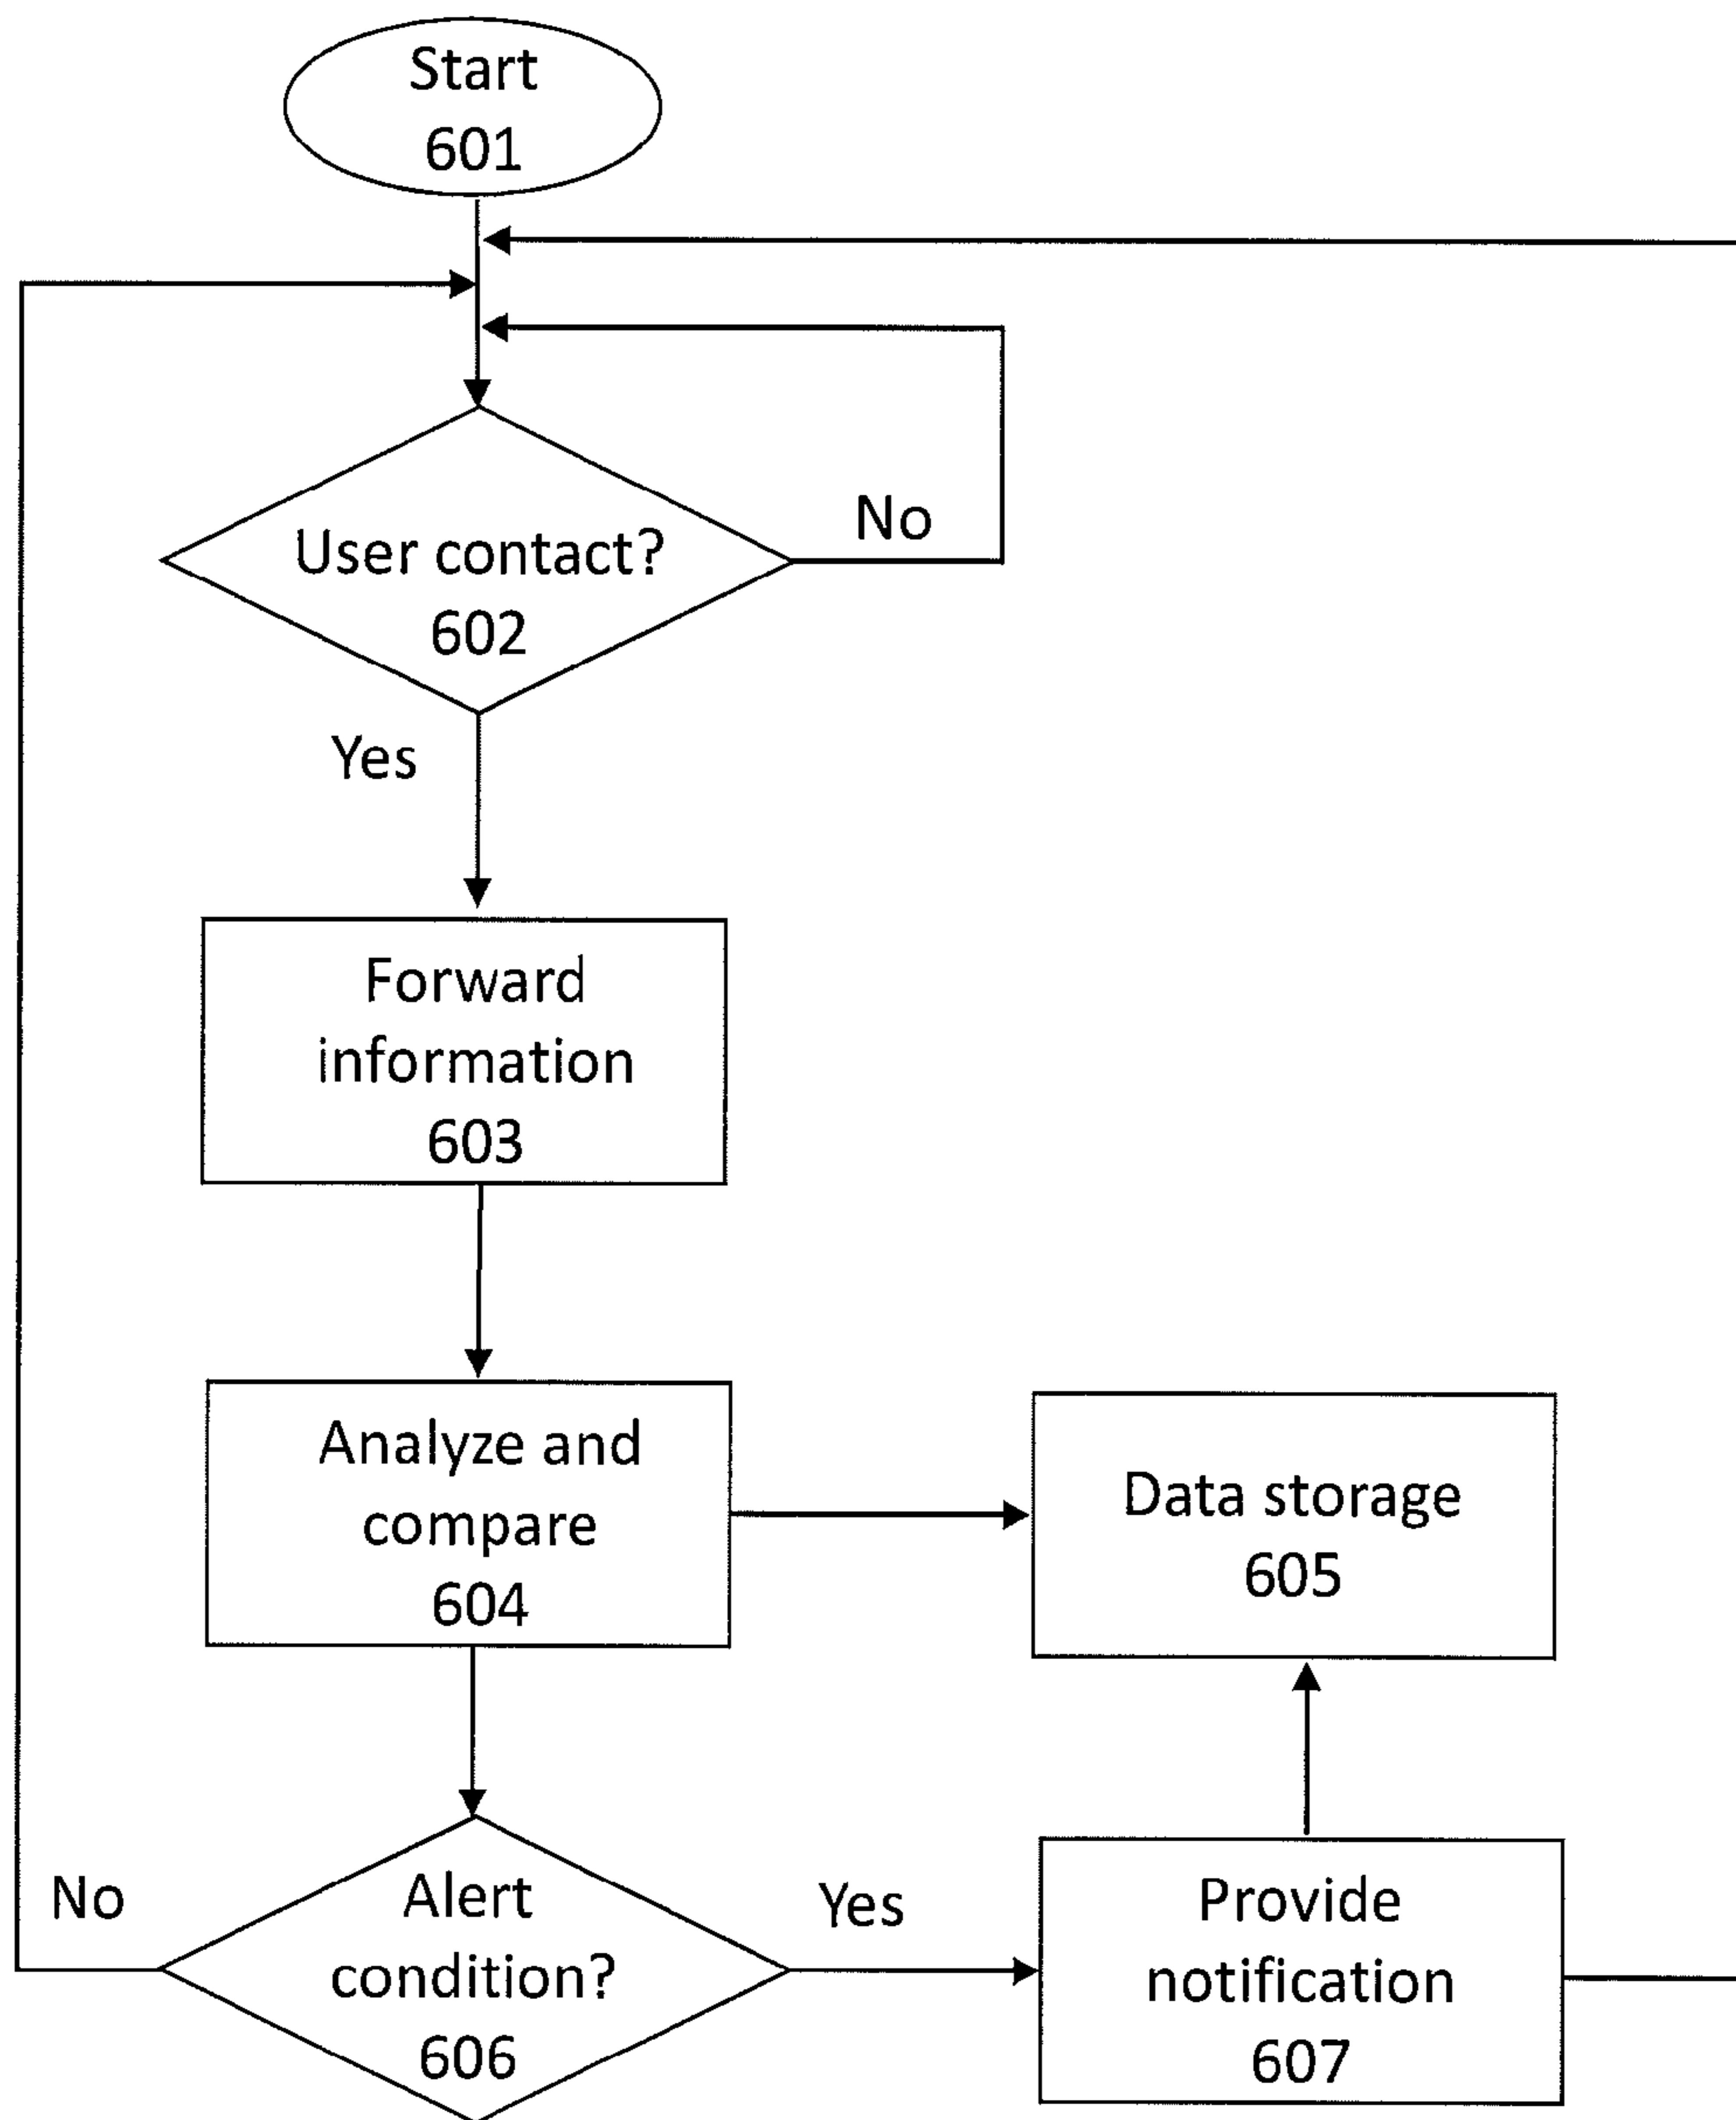 Start
601
User contact?
602
No
Yes
Forward
information
603
Analyze and
compare
604
Data storage
605
Alert
condition?
606
No
Yes
Provide
notification
607